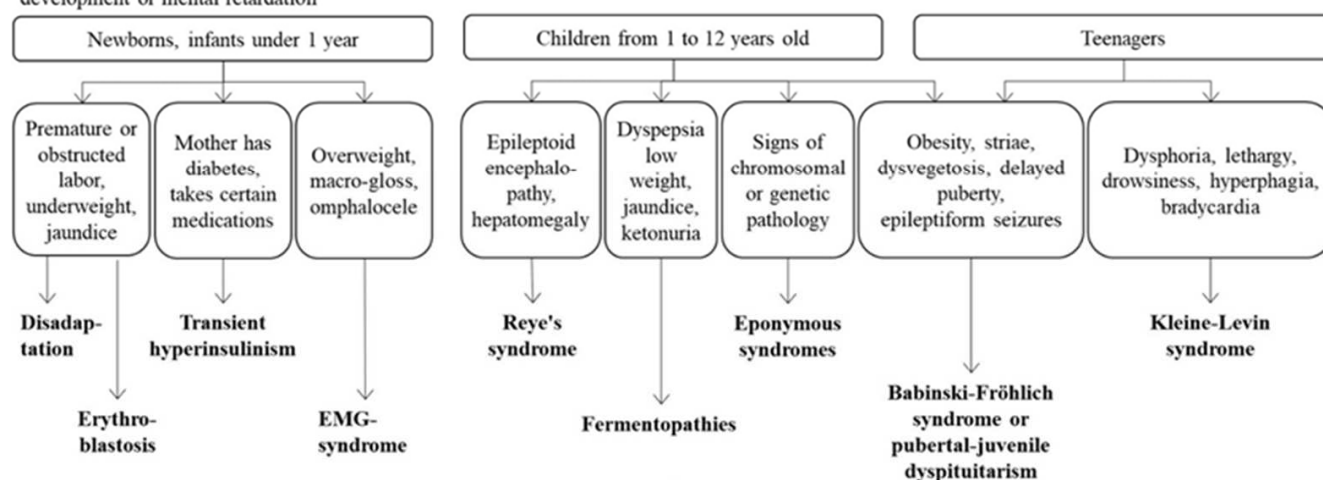 development or mental retardation
Newborns, infants under 1 year
Children from 1 to 12 years old
Teenagers
Premature or
obstructed
labor,
underweight,
jaundice
Mother has
diabetes,
takes certain
medications
Overweight,
macro-gloss,
omphalocele
Epileptoid
encephalo-
pathy,
hepatomegaly
Dyspepsia
low
weight,
jaundice,
ketonuria
Signs of
chromosomal
or genetic
pathology
Obesity, striae,
dysvegetosis, delayed
puberty,
epileptiform seizures
Dysphoria, lethargy,
drowsiness, hyperphagia,
bradycardia
Disadap-
tation
Transient
hyperinsulinism
Reye's
syndrome
Eponymous
syndromes
Kleine-Levin
syndrome
Erythro-
blastosis
EMG-
syndrome
Fermentopathies
Babinski-Fröhlich
syndrome or
pubertal-juvenile
dyspituitarism